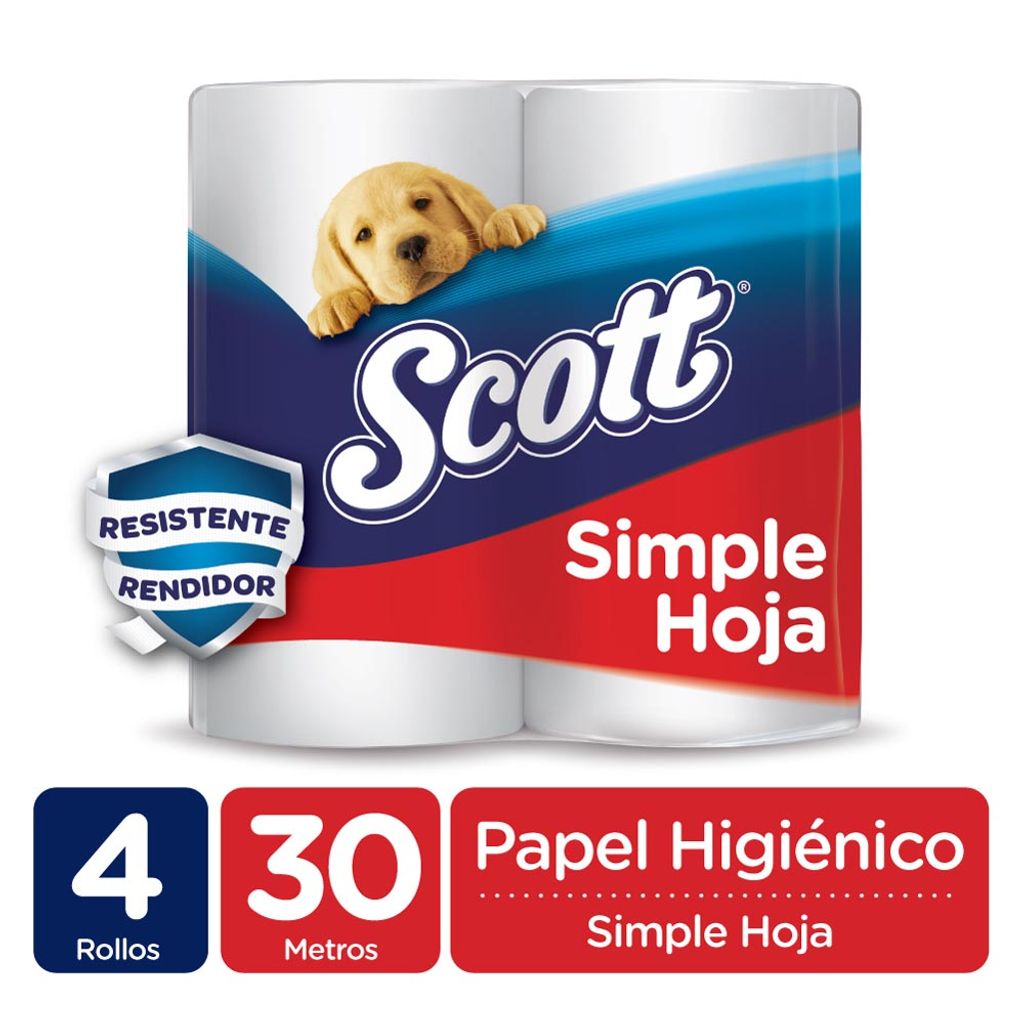 Scott®
RESISTENTE
RENDIDOR
Simple
Hoja
4
Rollos
30
Metros
Papel Higiénico
Simple Hoja